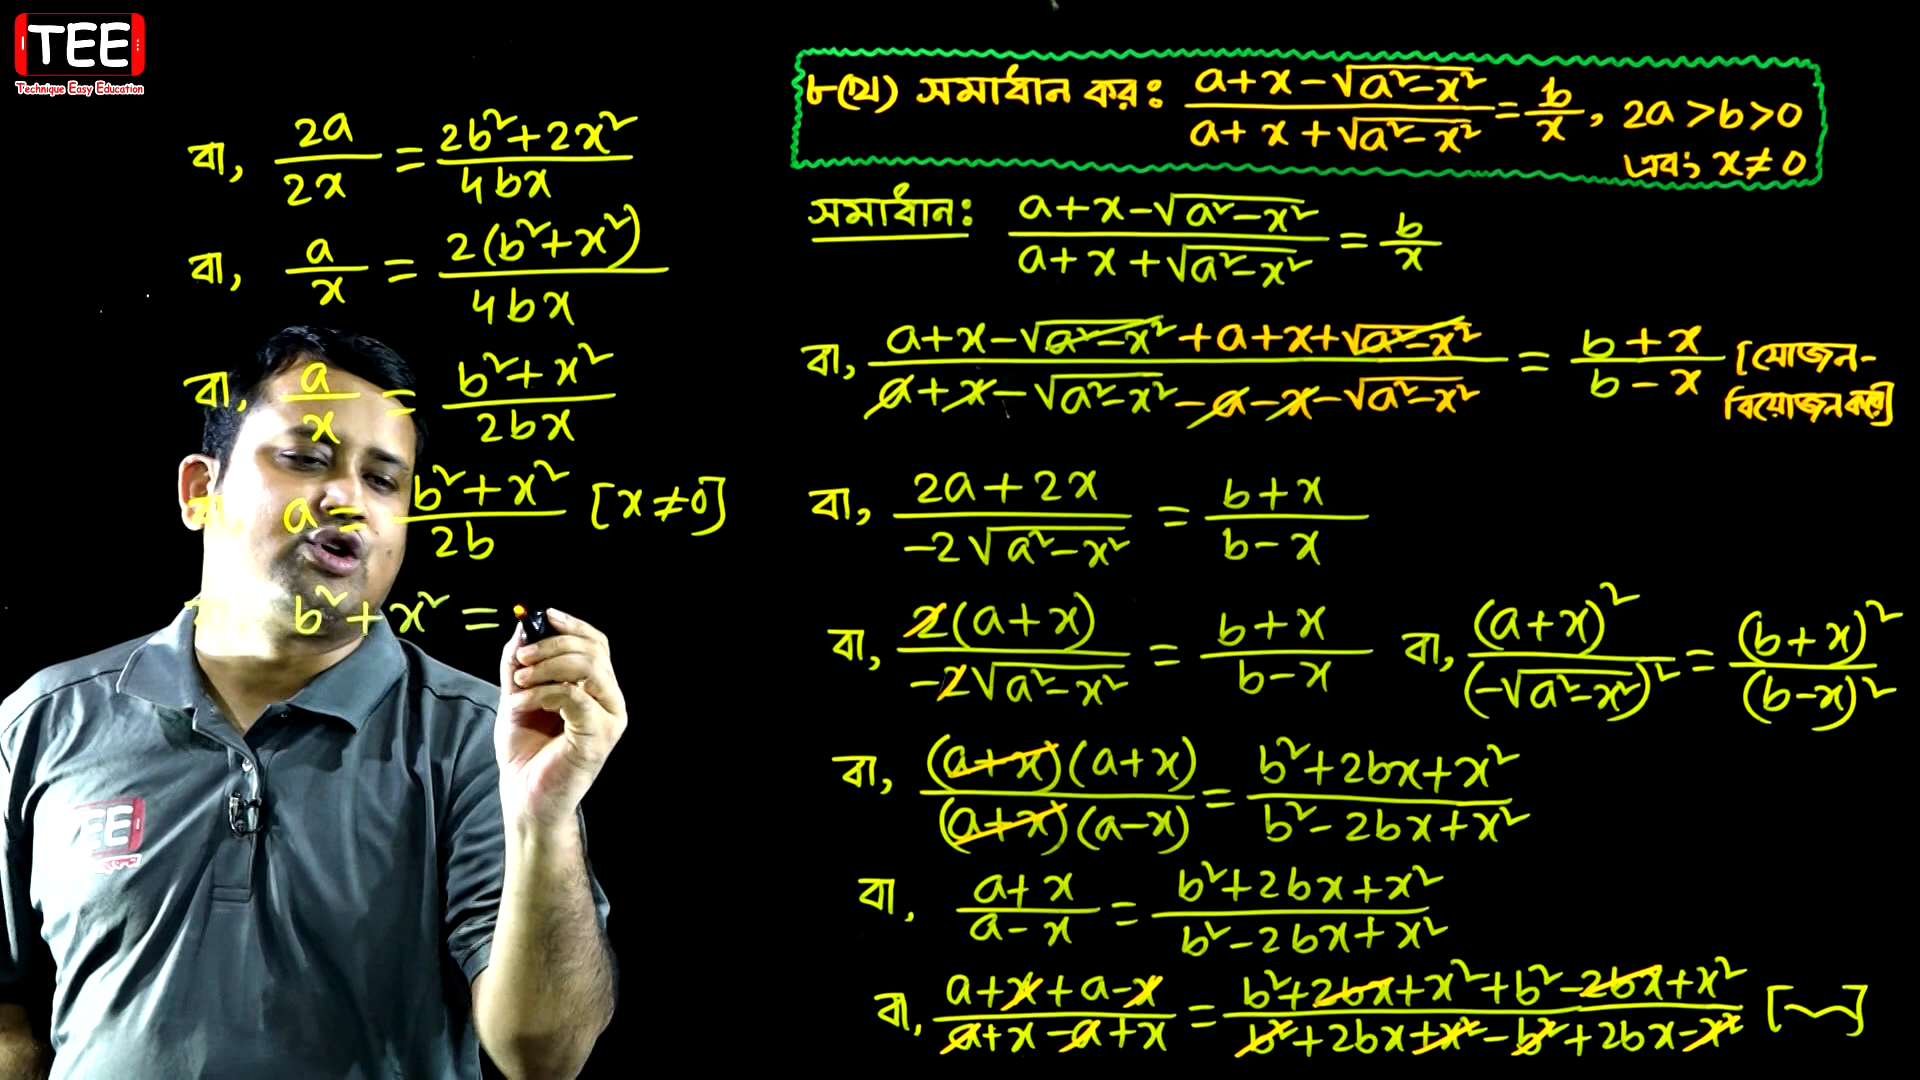 TEE
Technique Easy Education
৮(খ) সমাধান কর: (a+x-√(a²-x²))/(a+x+√(a²-x²)) = b/x, 2a>b>0
এবং x≠0
সমাধান: (a+x-√(a²-x²))/(a+x+√(a²-x²)) = b/x
বা, (a+x-√(a²-x²)+a+x+√(a²-x²))/(a+x-√(a²-x²)-a-x-√(a²-x²)) = (b+x)/(b-x) [যোজন-
বিয়োজন করে]
বা, (2a+2x)/(-2√(a²-x²)) = (b+x)/(b-x)
বা, 2(a+x)/(-2√(a²-x²)) = (b+x)/(b-x)
বা, (a+x)²/(-√(a²-x²))² = (b+x)²/(b-x)²
বা, (a+x)(a+x)/(a+x)(a-x) = (b²+2bx+x²)/(b²-2bx+x²)
বা, (a+x)/(a-x) = (b²+2bx+x²)/(b²-2bx+x²)
বা, (a+x+a-x)/(a+x-a+x) = (b²+2bx+x²+b²-2bx+x²)/(b²+2bx+x²-b²+2bx-x²) [~]
বা, 2a/2x = (2b²+2x²)/4bx
বা, a/x = 2(b²+x²)/4bx
বা, a/x = (b²+x²)/2bx
বা, a = (b²+x²)/2b [x≠0]
b²+x² =